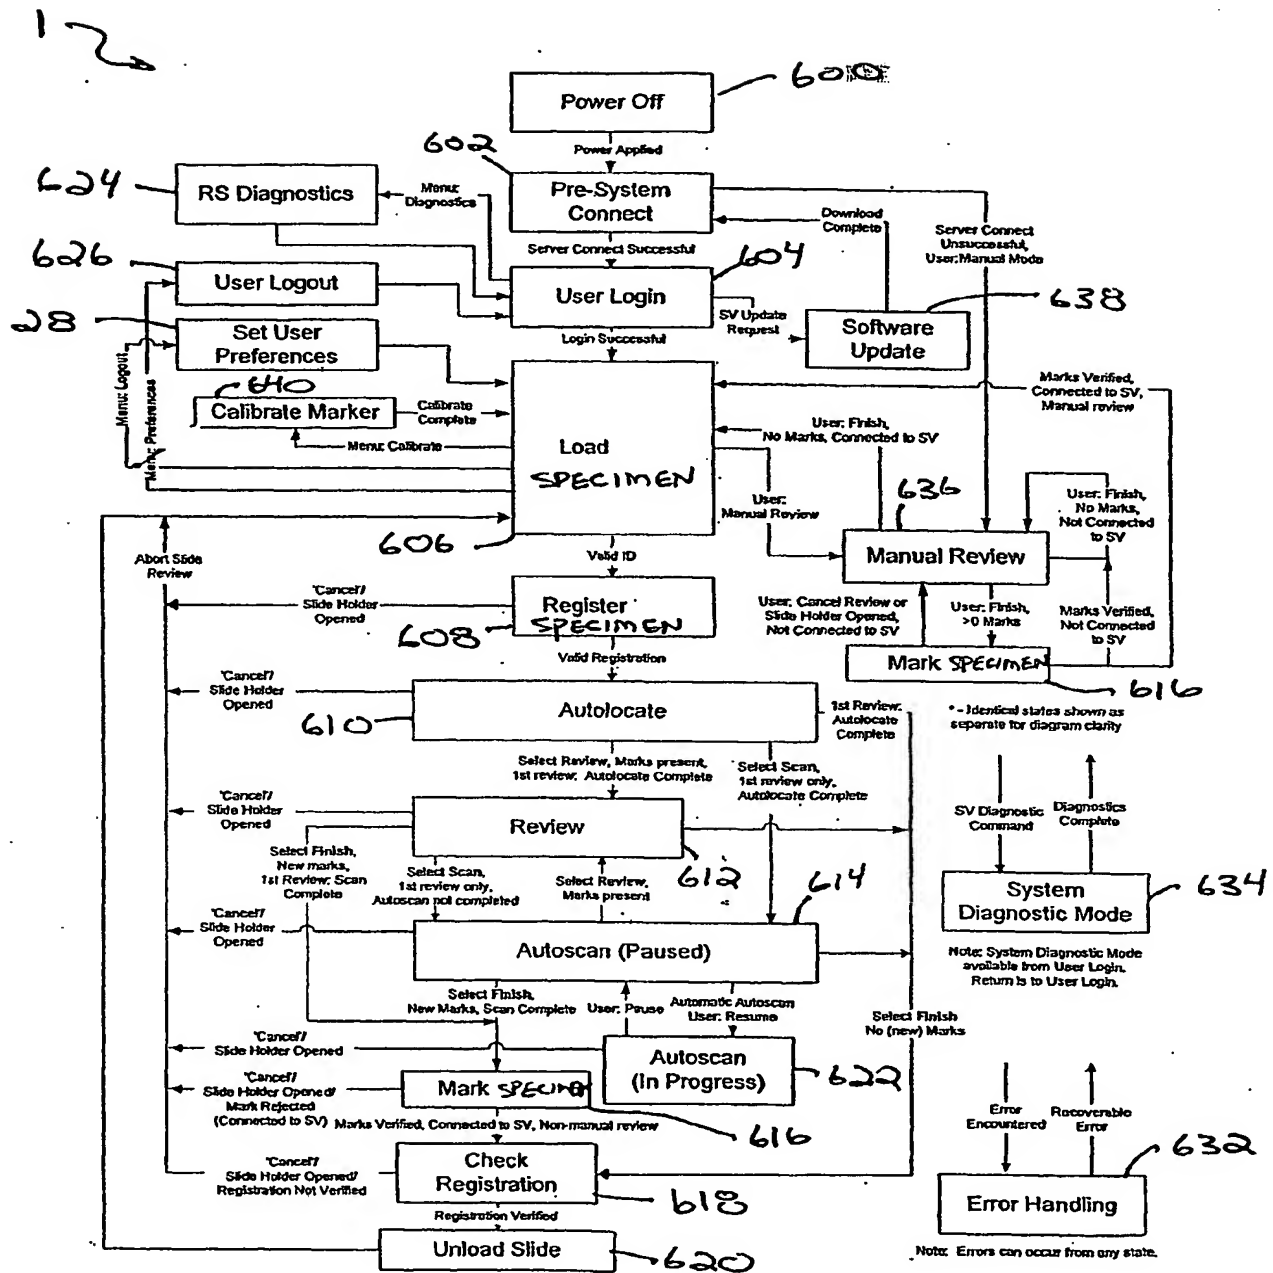 1
600
Power Off
602
Power Applied
624
RS Diagnostics
Menu:
Diagnostics
Pre-System
Connect
Download
Complete
Server Connect
Unsuccessful,
User:Manual Mode
Server Connect Successful
626
User Logout
User Login
604
SV Update
Request
638
Software
Update
28
Set User
Preferences
Login Successful
640
Calibrate Marker
Calibrate
Complete
Menu: Calibrate
Menu: Logout
Menu: Preferences
Load
SPECIMEN
606
Marks Verified,
Connected to SV,
Manual review
User: Finish,
No Marks, Connected to SV
User:
Manual Review
636
Manual Review
User: Finish,
No Marks,
Not Connected
to SV
Abort Slide
Review
Valid ID
"Cancel"/
Slide Holder
Opened
Register
SPECIMEN
608
User: Cancel Review or
Slide Holder Opened,
Not Connected to SV
User: Finish,
>0 Marks
Marks Verified,
Not Connected
to SV
Valid Registration
Mark SPECIMEN
616
"Cancel"/
Slide Holder
Opened
610
Autolocate
1st Review:
Autolocate
Complete
* - Identical states shown as
seperate for diagram clarity
Select Review, Marks present,
1st review: Autolocate Complete
Select Scan,
1st review only,
Autolocate Complete
"Cancel"/
Slide Holder
Opened
Review
612
SV Diagnostic
Command
Diagnostics
Complete
Select Finish,
New marks,
1st Review: Scan
Complete
Select Scan,
1st review only,
Autoscan not completed
Select Review,
Marks present
614
System
Diagnostic Mode
634
"Cancel"/
Slide Holder
Opened
Autoscan (Paused)
Note: System Diagnostic Mode
available from User Login.
Return is to User Login.
Select Finish,
New Marks, Scan Complete
User: Pause
Automatic Autoscan
User: Resume
Select Finish
No (new) Marks
"Cancel"/
Slide Holder Opened
Autoscan
(In Progress)
622
"Cancel"/
Slide Holder Opened/
Mark Rejected
(Connected to SV)
Mark
616
Marks Verified, Connected to SV, Non-manual review
Error
Encountered
Recoverable
Error
632
"Cancel"/
Slide Holder Opened/
Registration Not Verified
Check
Registration
618
Error Handling
Registration Verified
Unload Slide
620
Note: Errors can occur from any state.